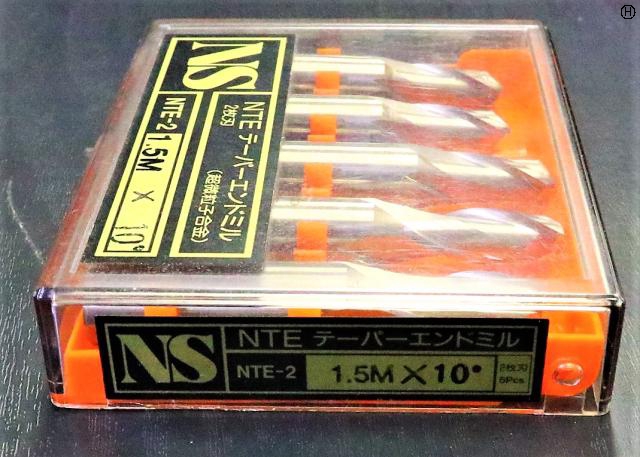 NS
NTE テーパーエンドミル
2枚刃
(超微粒子合金)
NTE-2 1.5M × 10°
NS
NTE テーパーエンドミル
NTE-2 1.5M × 10° 2枚刃
5Pcs
H